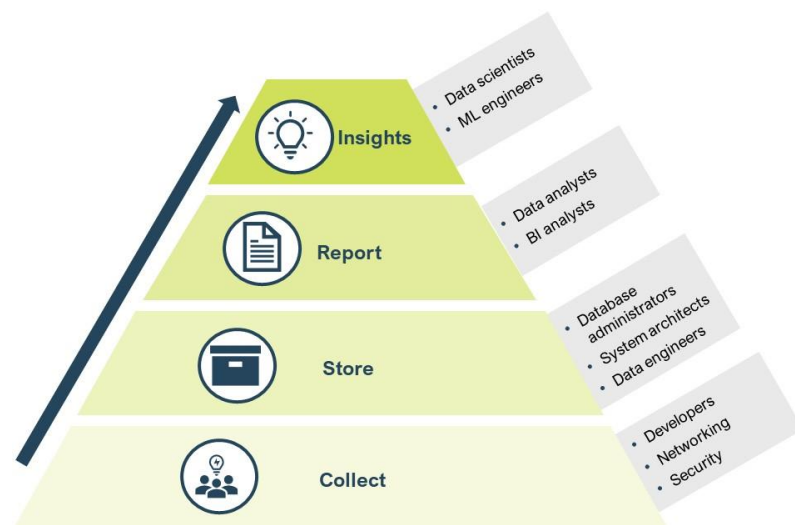 Insights
• Data scientists
• ML engineers
Report
• Data analysts
• BI analysts
Store
• Database
administrators
• System architects
• Data engineers
Collect
• Developers
• Networking
• Security